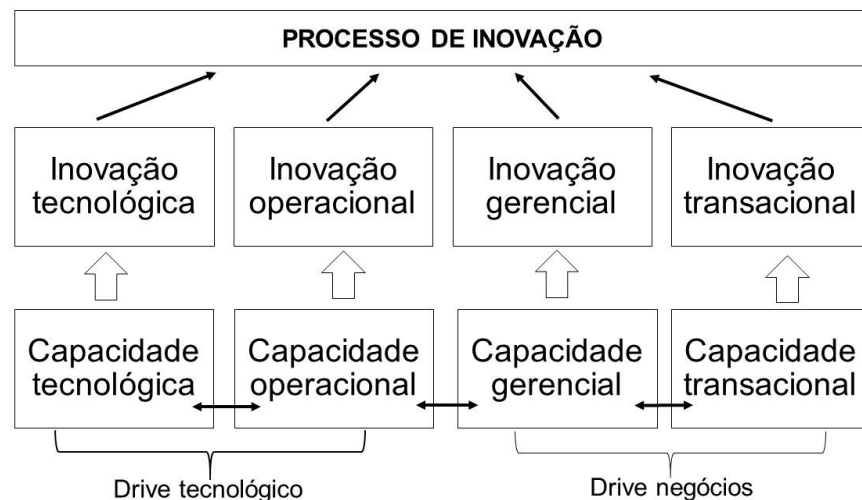 PROCESSO DE INOVAÇÃO
Inovação
tecnológica
Inovação
operacional
Inovação
gerencial
Inovação
transacional
Capacidade
tecnológica
Capacidade
operacional
Capacidade
gerencial
Capacidade
transacional
Drive tecnológico
Drive negócios